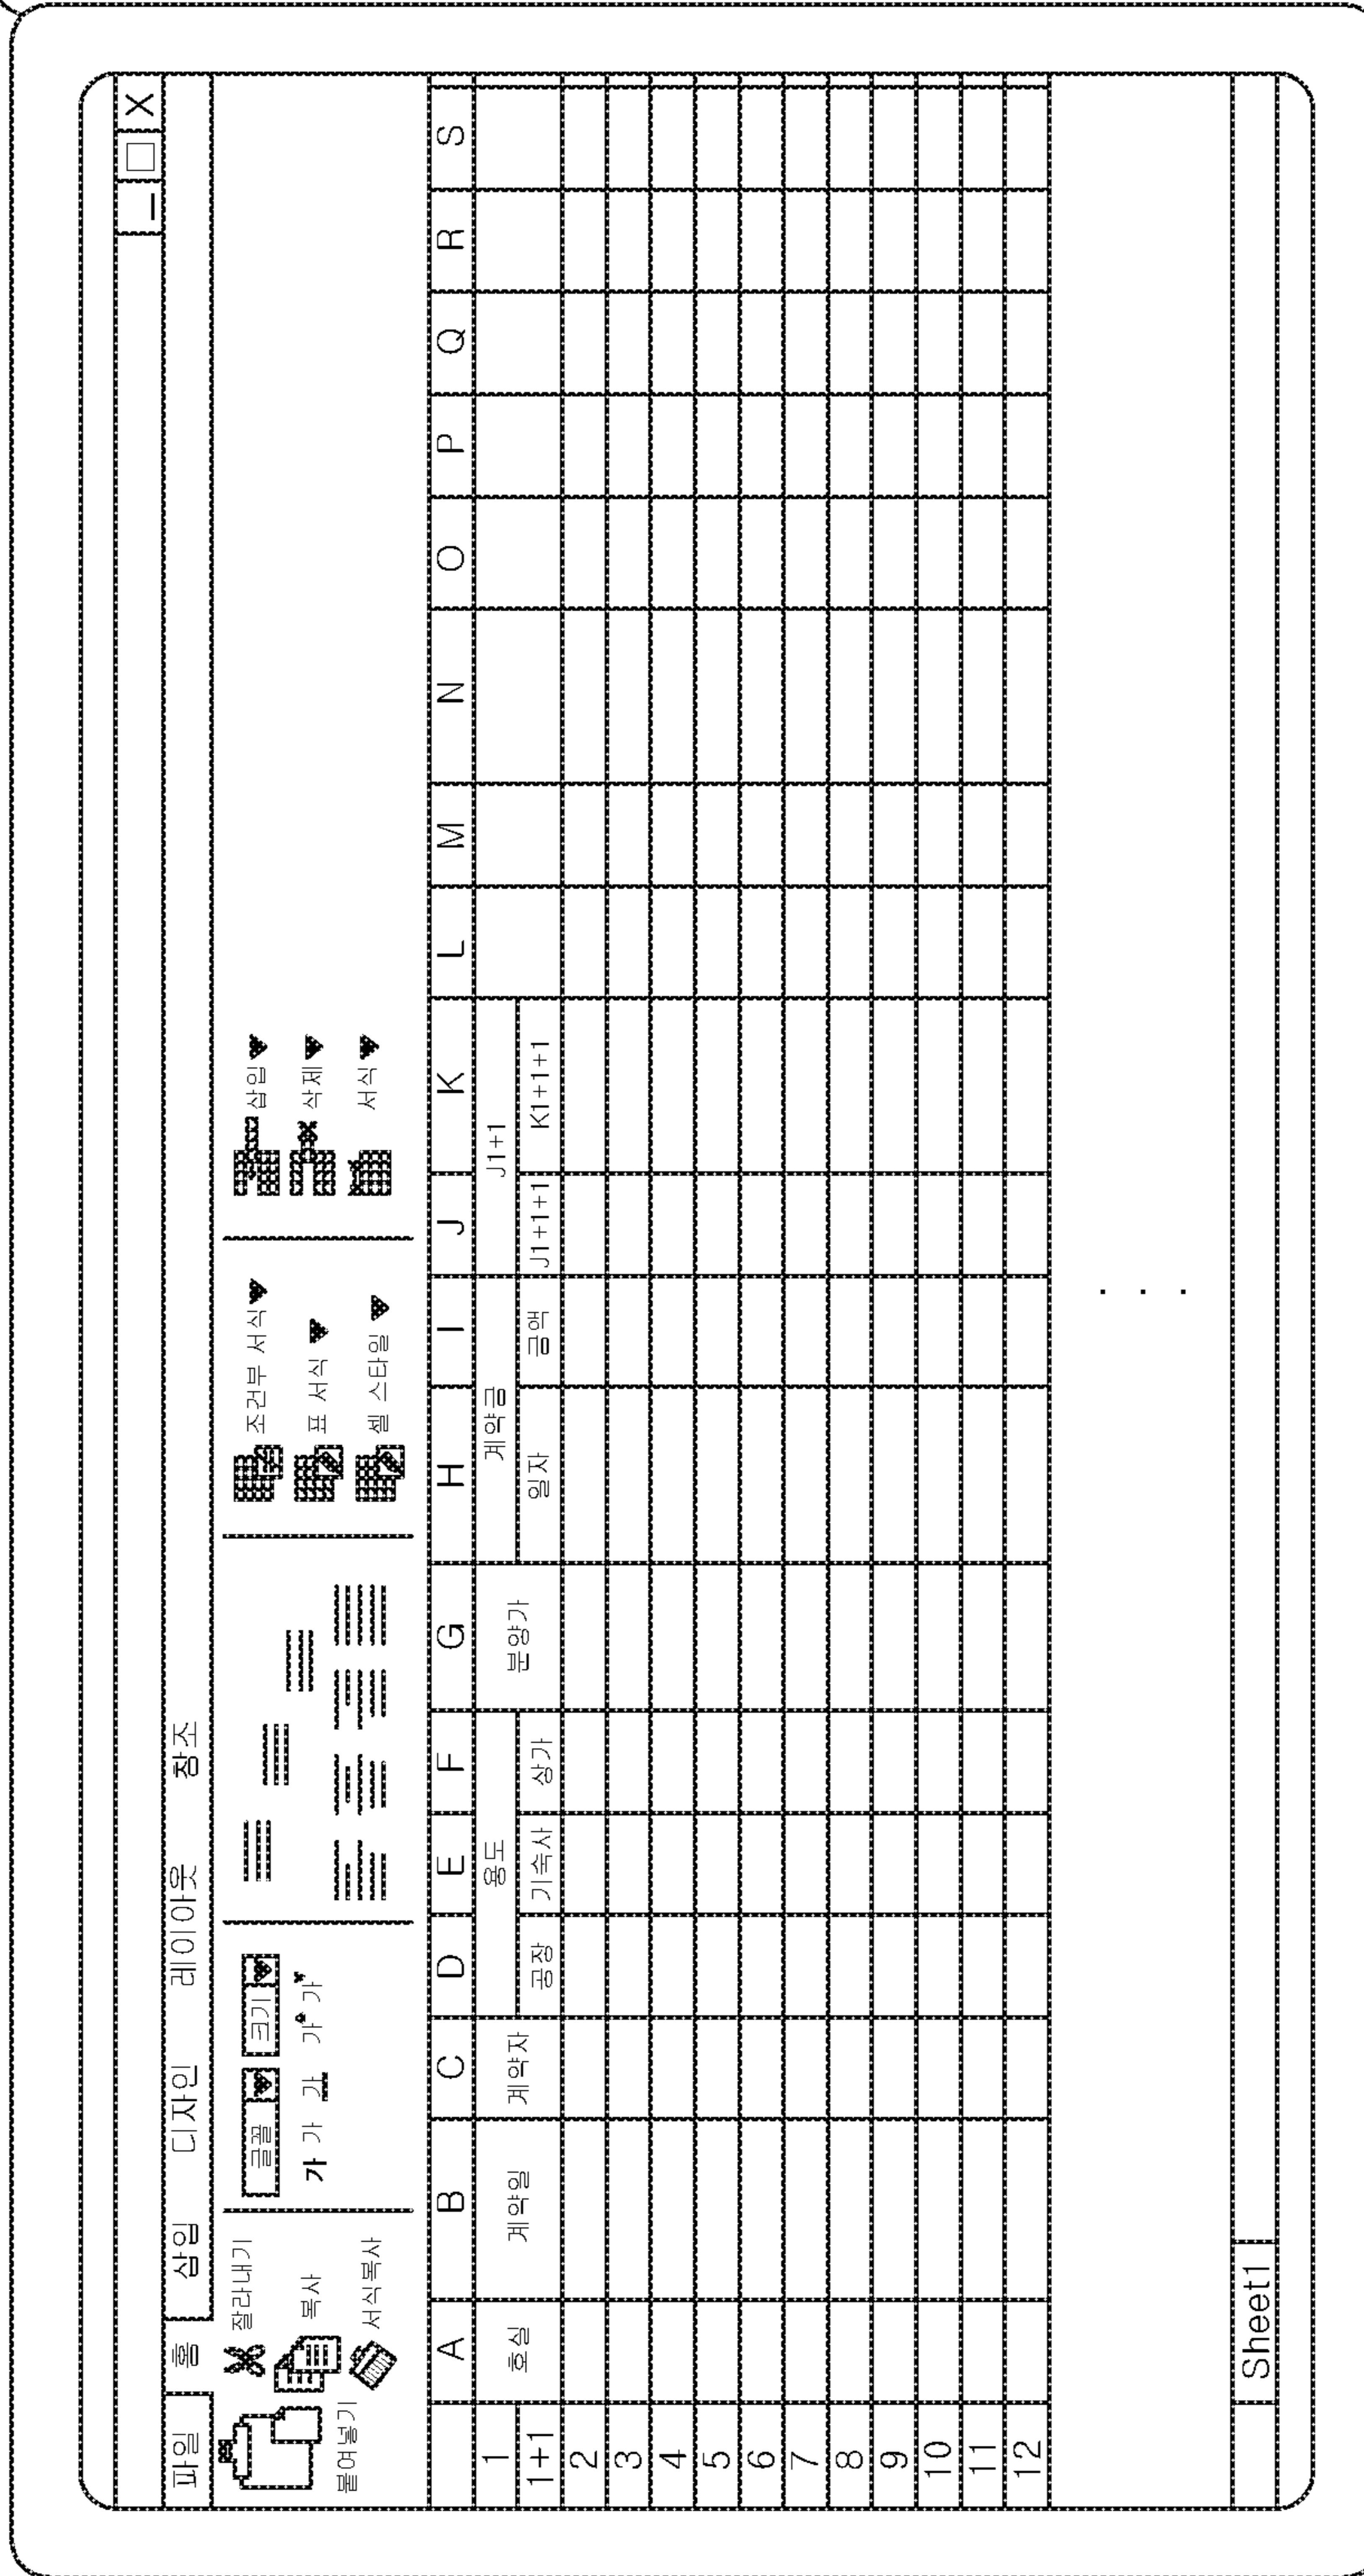 _ □ X
파일 홈 삽입 디자인 레이아웃 참조
붙여넣기 잘라내기 글꼴 크기 조건부 서식 삽입
복사 가 가 가 가 가 표 서식 삭제
서식복사 셀 스타일 서식
A B C D E F G H I J K L M N O P Q R S
1 호실 계약일 계약자 용도 분양가 계약금 J1+1
1+1 공장 기숙사 상가 일자 금액 J1+1+1 K1+1+1
2
3
4
5
6
7
8
9
10
11
12
Sheet1